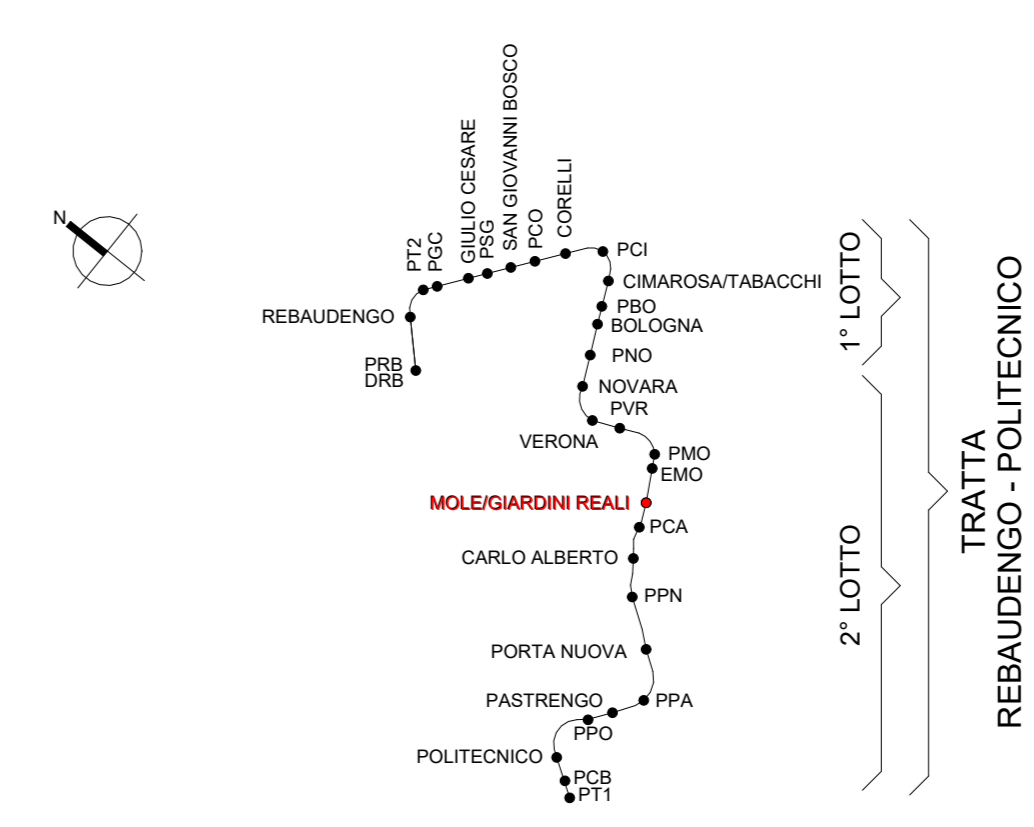 N
PT2
PGC
GIULIO CESARE
PSG
SAN GIOVANNI BOSCO
PCO
CORELLI
PCI
CIMAROSA/TABACCHI
REBAUDENGO
PBO
BOLOGNA
PRB
DRB
PNO
NOVARA
PVR
VERONA
PMO
EMO
MOLE/GIARDINI REALI
PCA
CARLO ALBERTO
PPN
PORTA NUOVA
PASTRENGO
PPA
PPO
POLITECNICO
PCB
PT1
1° LOTTO
2° LOTTO
TRATTA
REBAUDENGO - POLITECNICO